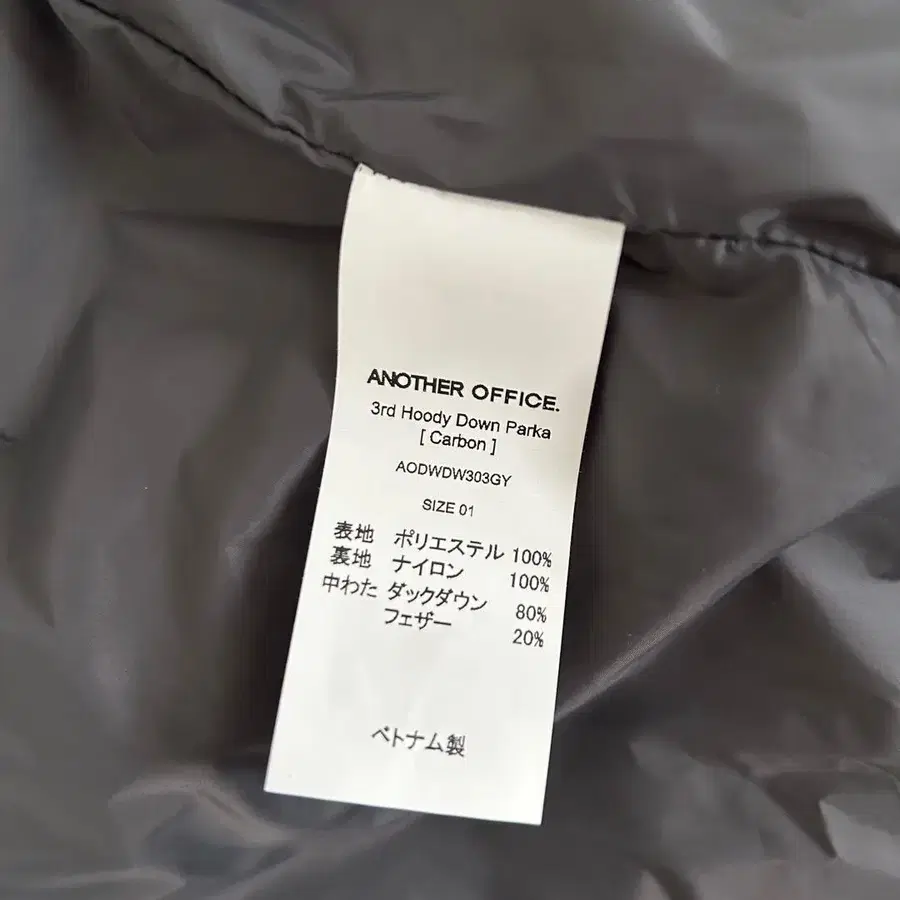 ANOTHER OFFICE.
3rd Hoody Down Parka
[ Carbon ]
AODWDW303GY
SIZE 01
表地 ポリエステル 100%
裏地 ナイロン 100%
中わた ダックダウン 80%
フェザー 20%
ベトナム製